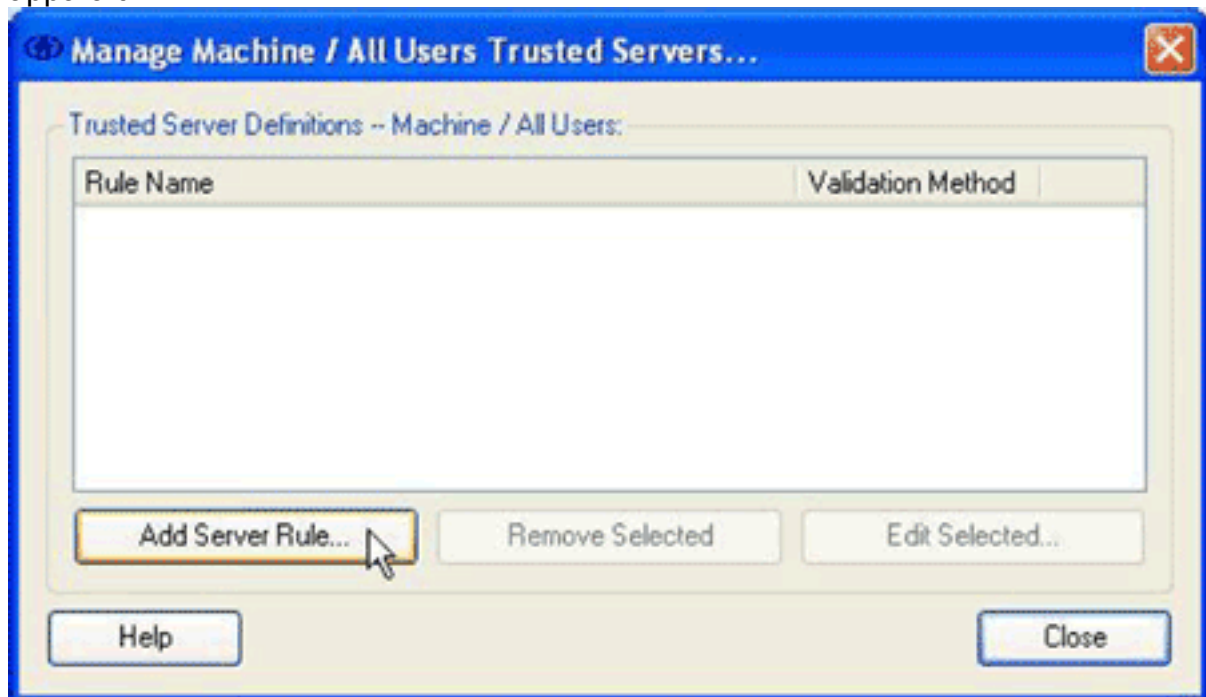 Manage Machine / All Users Trusted Servers...
Trusted Server Definitions -- Machine / All Users:
Rule Name Validation Method
Add Server Rule... Remove Selected Edit Selected...
Help Close